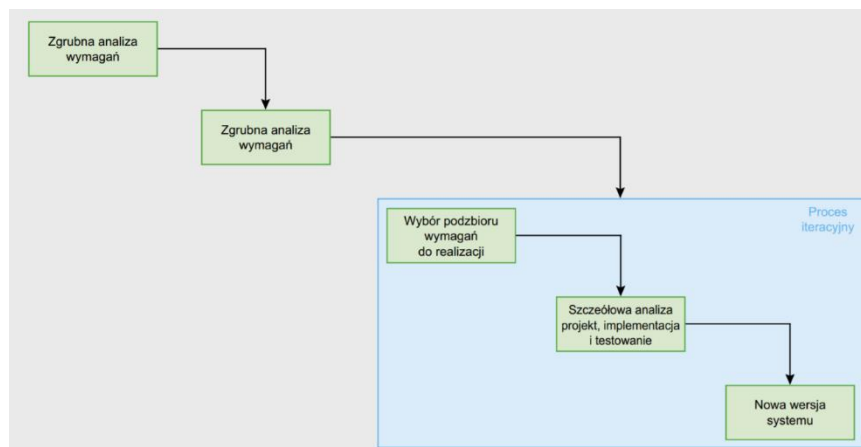 Zgrubna analiza
wymagań
Zgrubna analiza
wymagań
Proces
iteracyjny
Wybór podzbioru
wymagań
do realizacji
Szczeółowa analiza
projekt, implementacja
i testowanie
Nowa wersja
systemu